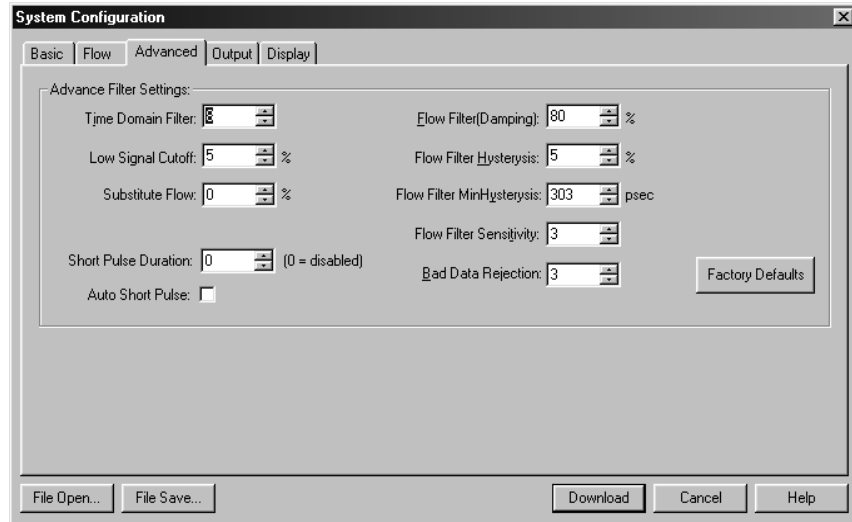 System Configuration
Basic Flow Advanced Output Display
Advance Filter Settings:
Time Domain Filter:
Low Signal Cutoff: 5 %
Substitute Flow: 0 %
Short Pulse Duration: 0 (0 = disabled)
Auto Short Pulse:
Flow Filter(Damping): 80 %
Flow Filter Hysterysis: 5 %
Flow Filter MinHysterysis: 303 psec
Flow Filter Sensitivity: 3
Bad Data Rejection: 3
Factory Defaults
File Open... File Save... Download Cancel Help